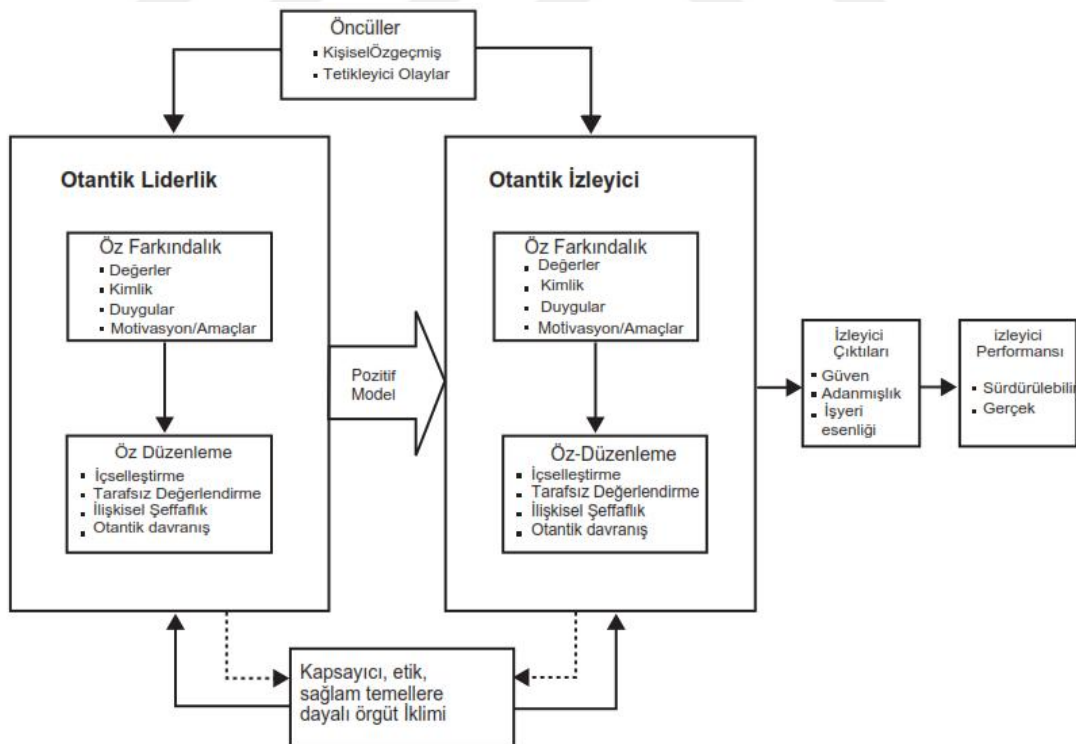 Öncüller
▪ KişiselÖzgeçmiş
▪ Tetikleyici Olaylar
Otantik Liderlik
Öz Farkındalık
▪ Değerler
▪ Kimlik
▪ Duygular
▪ Motivasyon/Amaçlar
Öz Düzenleme
▪ İçselleştirme
▪ Tarafsız Değerlendirme
▪ İlişkisel Şeffaflık
▪ Otantik davranış
Pozitif
Model
Otantik İzleyici
Öz Farkındalık
▪ Değerler
▪ Kimlik
▪ Duygular
▪ Motivasyon/Amaçlar
Öz-Düzenleme
▪ İçselleştirme
▪ Tarafsız Değerlendirme
▪ İlişkisel Şeffaflık
▪ Otantik davranış
İzleyici
Çıktıları
▪ Güven
▪ Adanmışlık
▪ İşyeri
esenliği
izleyici
Performansı
▪ Sürdürülebilir
▪ Gerçek
Kapsayıcı, etik,
sağlam temellere
dayalı örgüt İklimi